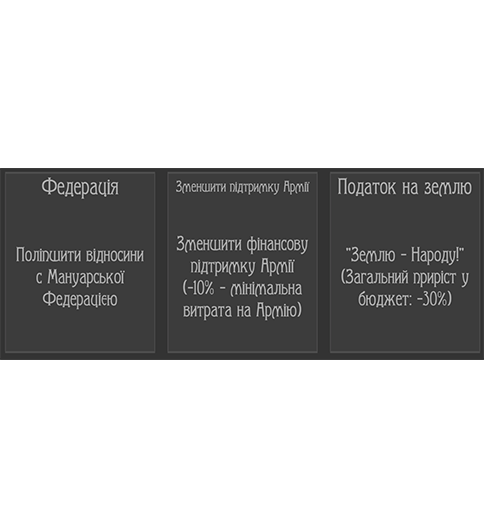 Федерація
Поліпшити відносини
с Мануарської
Федерацією
Зменшити підтримку Армії
Зменшити фінансову
підтримку Армії
(-10% - мінімальна
витрата на Армію)
Податок на землю
"Землю - Народу!"
(Загальний приріст у
бюджет: -30%)